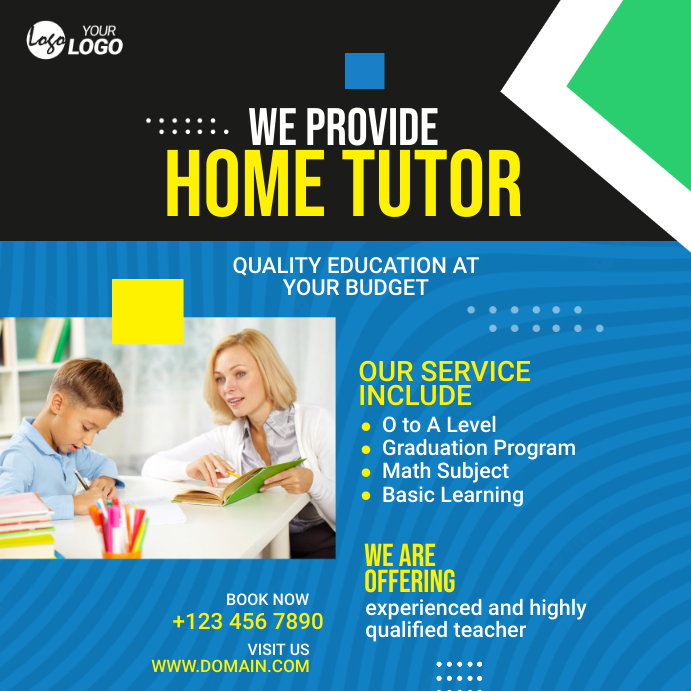 Logo
YOUR
LOGO
WE PROVIDE
HOME TUTOR
QUALITY EDUCATION AT
YOUR BUDGET
OUR SERVICE
INCLUDE
O to A Level
Graduation Program
Math Subject
Basic Learning
WE ARE
OFFERING
experienced and highly
qualified teacher
BOOK NOW
+123 456 7890
VISIT US
WWW.DOMAIN.COM